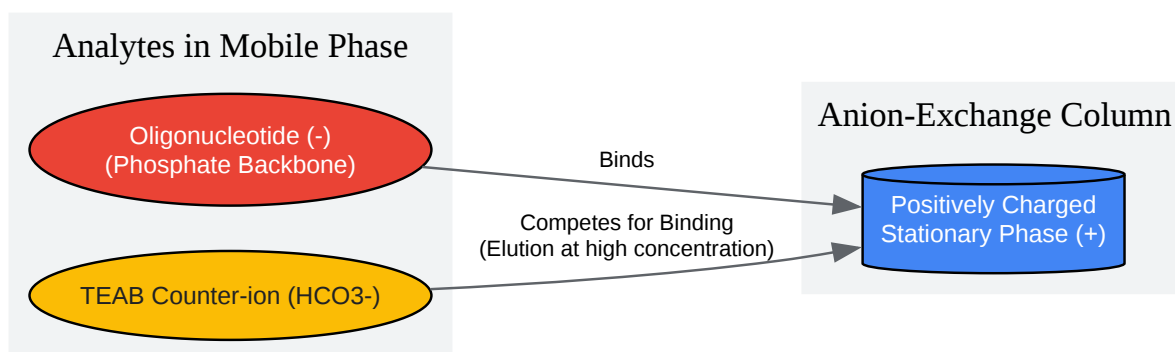 Analytes in Mobile Phase
Oligonucleotide (-)
(Phosphate Backbone)
TEAB Counter-ion (HCO3-)
Binds
Competes for Binding
(Elution at high concentration)
Anion-Exchange Column
Positively Charged
Stationary Phase (+)